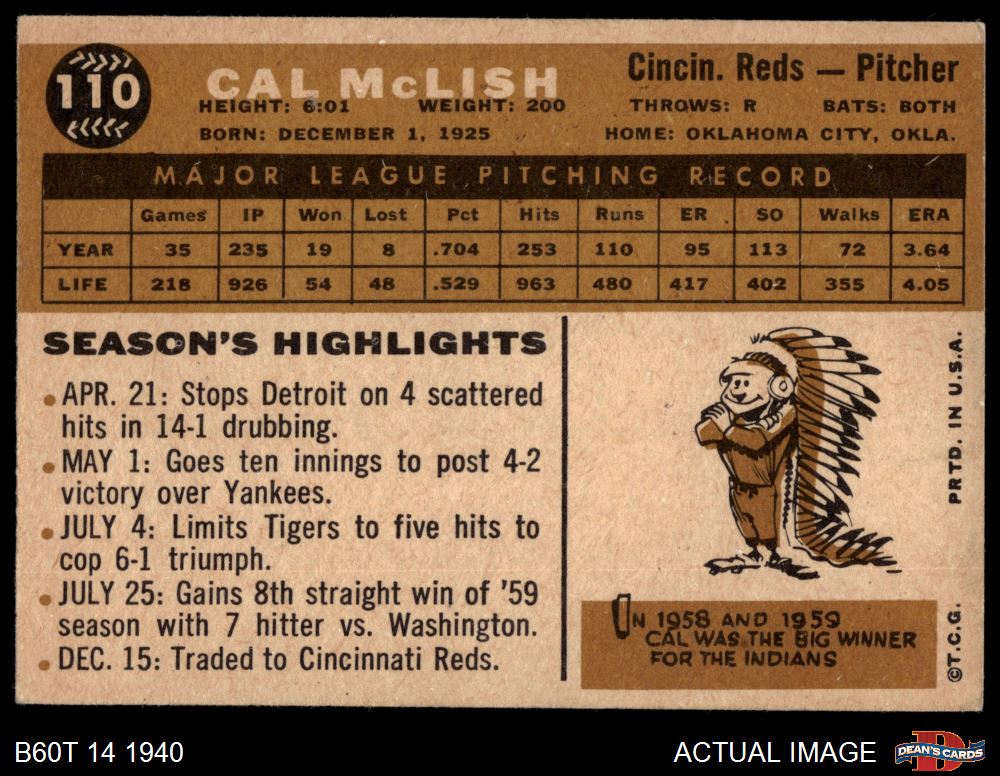 110
CAL McLISH
Cincin. Reds — Pitcher
HEIGHT: 6:01 WEIGHT: 200 THROWS: R BATS: BOTH
BORN: DECEMBER 1, 1925 HOME: OKLAHOMA CITY, OKLA.
MAJOR LEAGUE PITCHING RECORD
Games IP Won Lost Pct Hits Runs ER SO Walks ERA
YEAR 35 235 19 8 .704 253 110 95 113 72 3.64
LIFE 218 926 54 48 .529 963 480 417 402 355 4.05
SEASON'S HIGHLIGHTS
• APR. 21: Stops Detroit on 4 scattered
hits in 14-1 drubbing.
• MAY 1: Goes ten innings to post 4-2
victory over Yankees.
• JULY 4: Limits Tigers to five hits to
cop 6-1 triumph.
• JULY 25: Gains 8th straight win of '59
season with 7 hitter vs. Washington.
• DEC. 15: Traded to Cincinnati Reds.
IN 1958 AND 1959
CAL WAS THE BIG WINNER
FOR THE INDIANS
©T.C.G. PRTD. IN U.S.A.
B60T 14 1940
ACTUAL IMAGE
DEAN'S CARDS